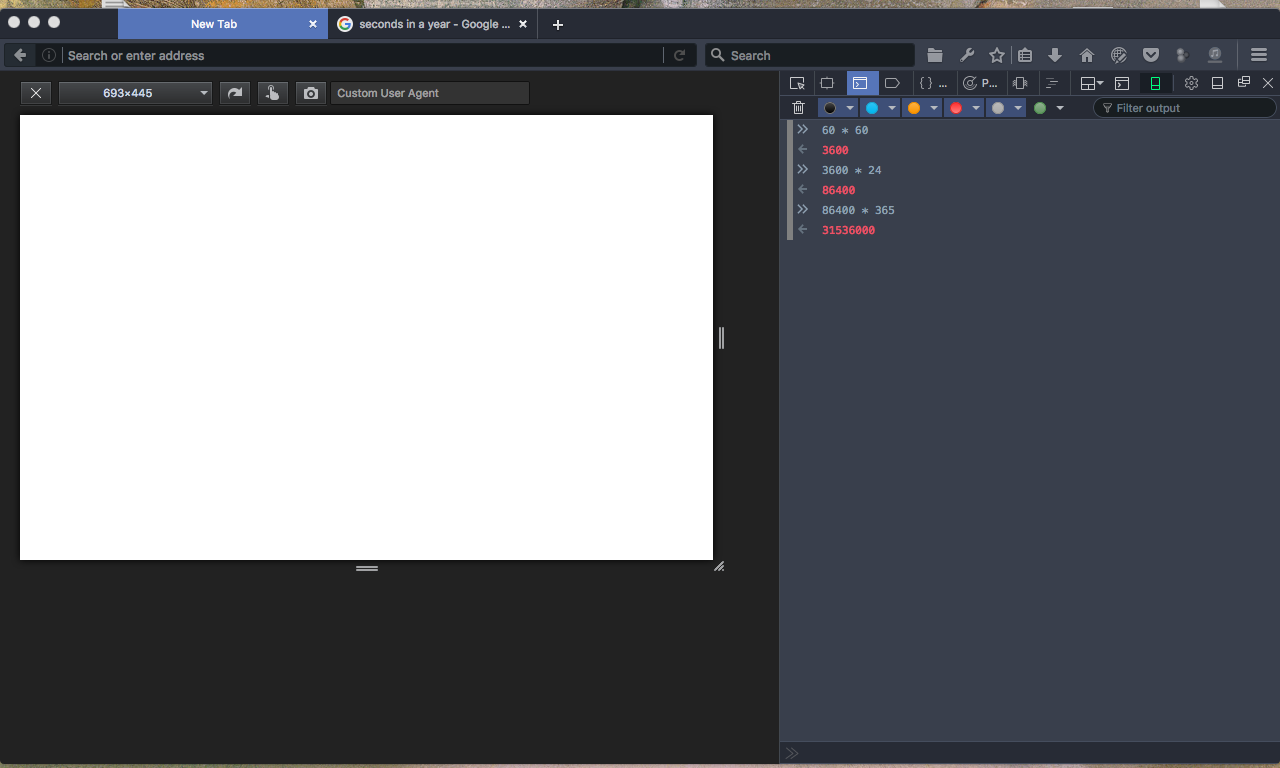 New Tab
seconds in a year - Google ...
Search or enter address
Search
693×445
Custom User Agent
{ } ...
P...
Filter output
60 * 60
3600
3600 * 24
86400
86400 * 365
31536000